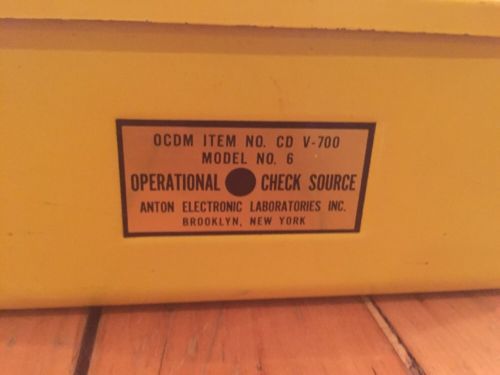 OCDM ITEM NO. CD V-700
MODEL NO. 6
OPERATIONAL CHECK SOURCE
ANTON ELECTRONIC LABORATORIES INC.
BROOKLYN, NEW YORK